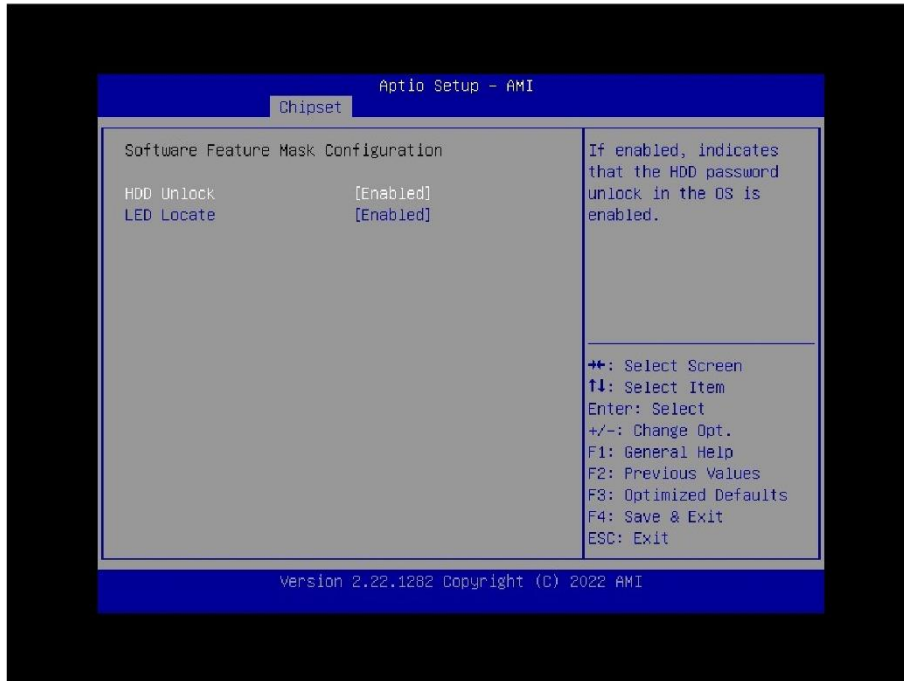 Aptio Setup – AMI
Chipset
Software Feature Mask Configuration
HDD Unlock [Enabled]
LED Locate [Enabled]
If enabled, indicates
that the HDD password
unlock in the OS is
enabled.
→←: Select Screen
↑↓: Select Item
Enter: Select
+/-: Change Opt.
F1: General Help
F2: Previous Values
F3: Optimized Defaults
F4: Save & Exit
ESC: Exit
Version 2.22.1282 Copyright (C) 2022 AMI